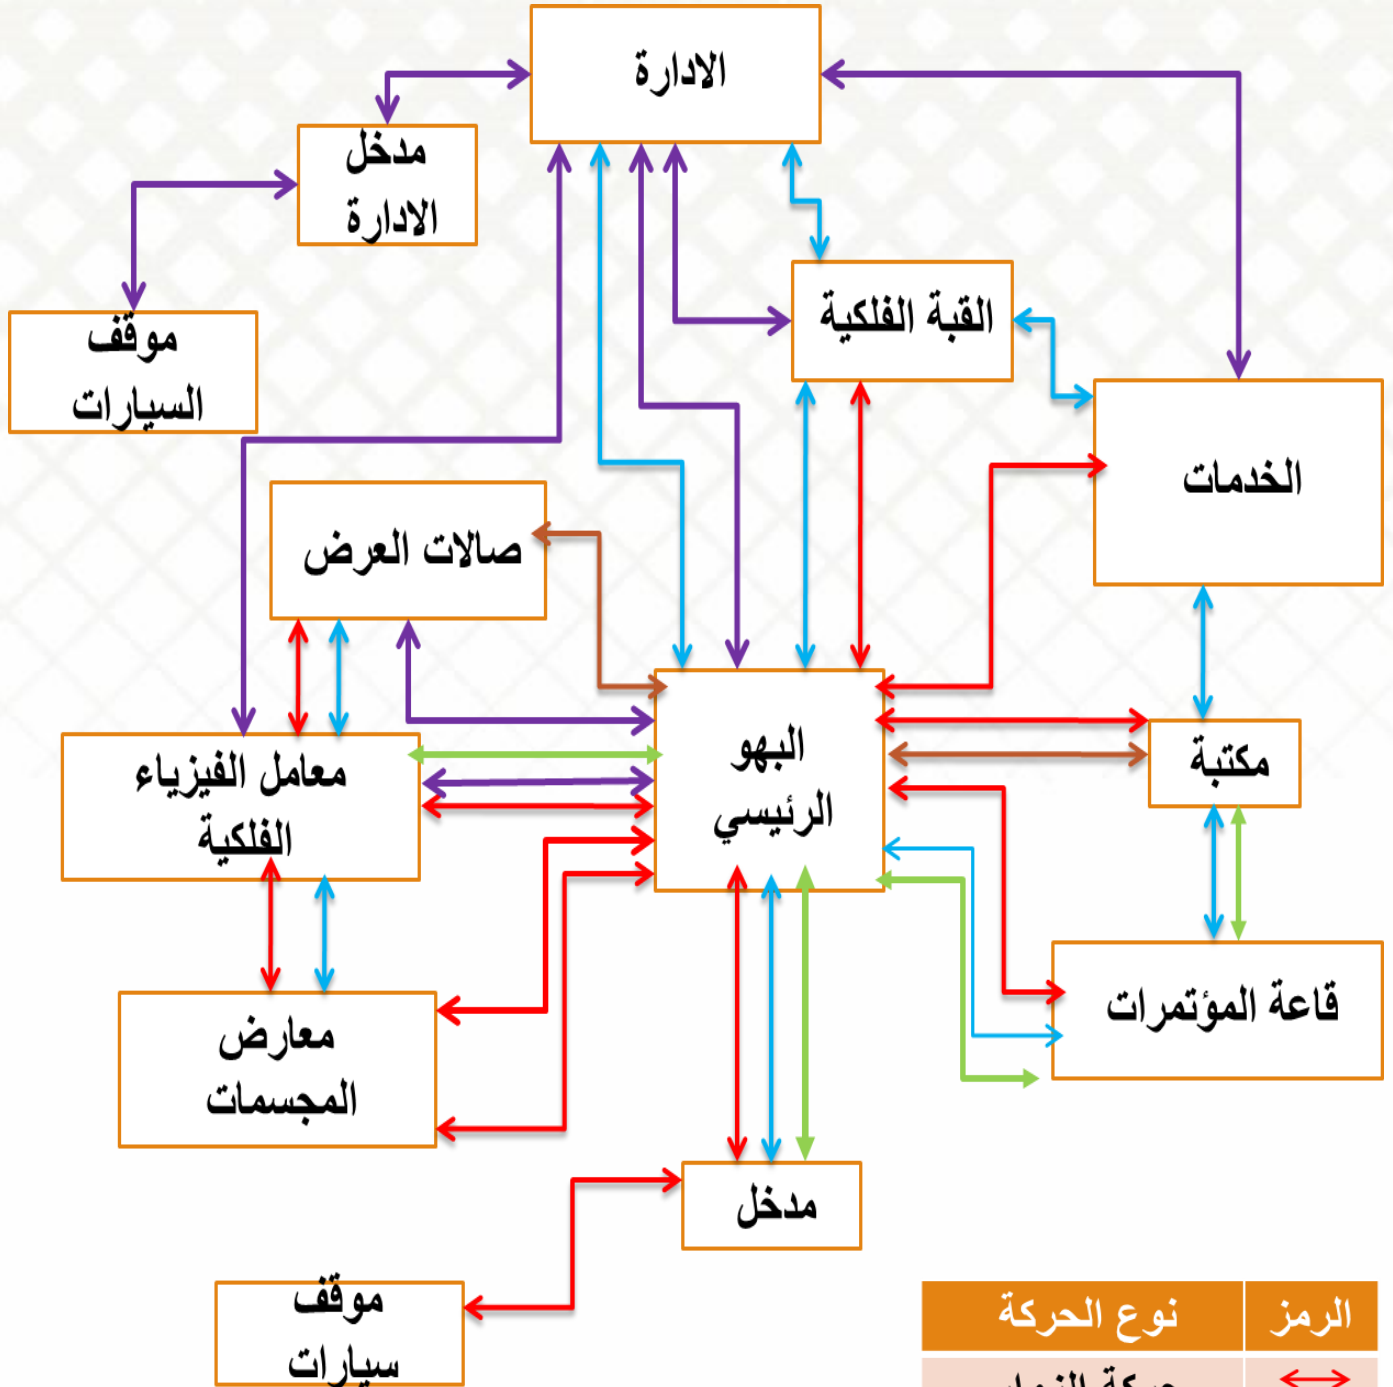 الادارة
مدخل
الادارة
القبة الفلكية
موقف
السيارات
الخدمات
صالات العرض
البهو
الرئيسي
مكتبة
معامل الفيزياء
الفلكية
قاعة المؤتمرات
معارض
المجسمات
مدخل
موقف
سيارات
الرمز نوع الحركة
حركة